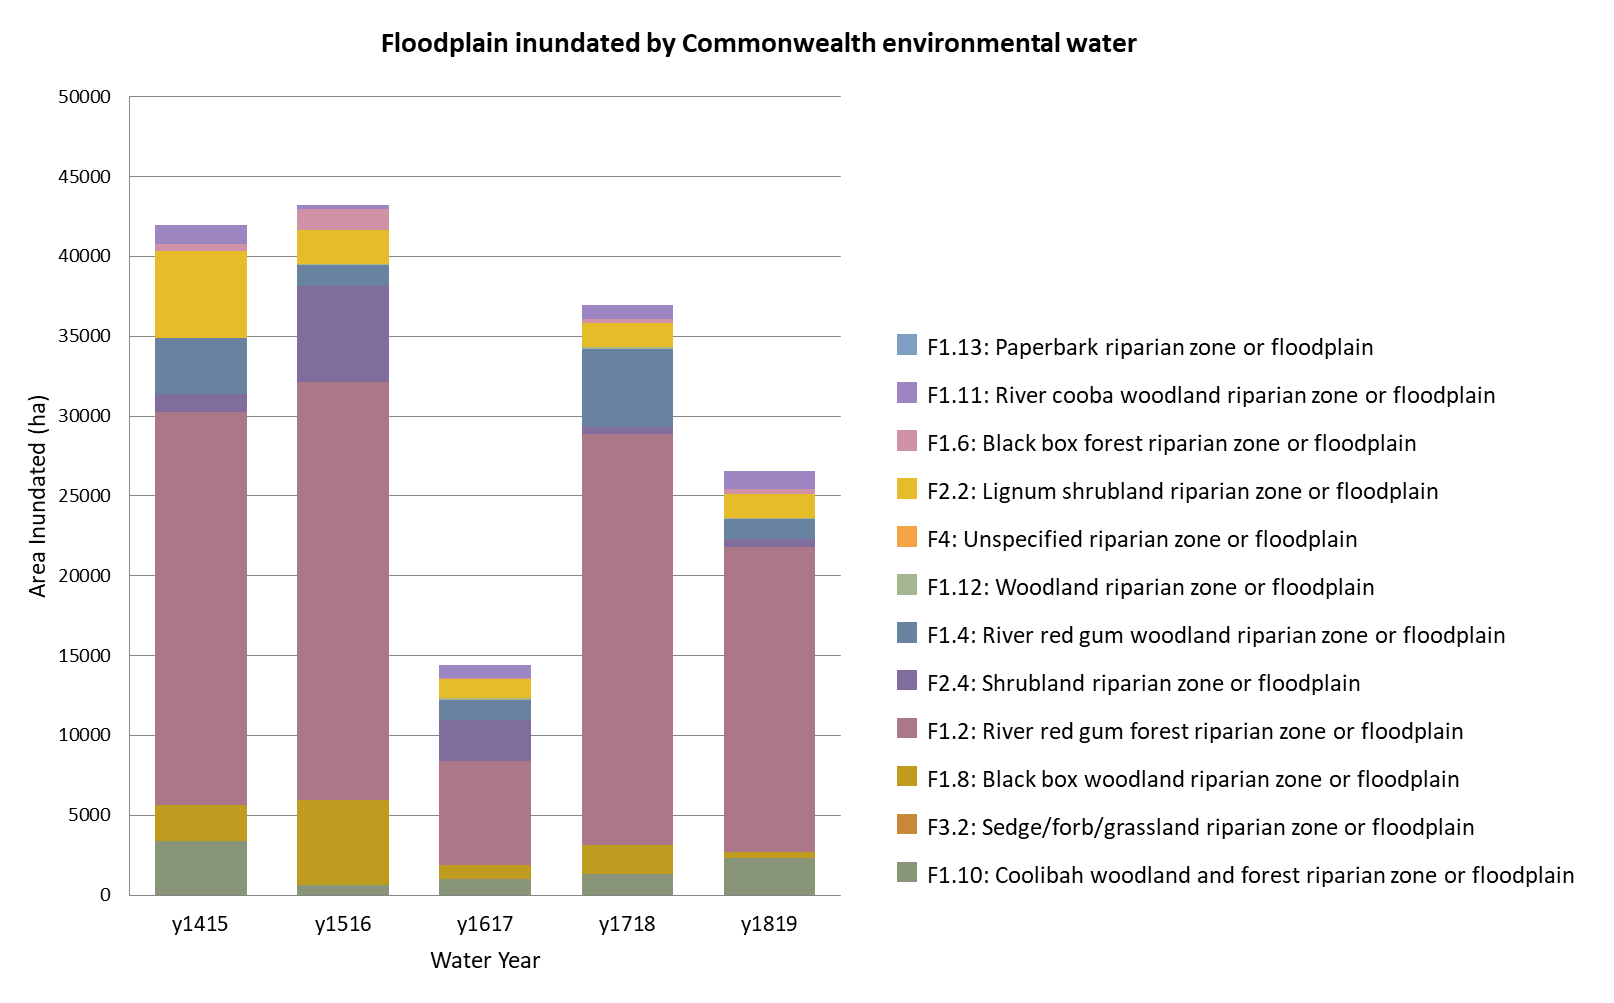 Floodplain inundated by Commonwealth environmental water
50000
45000
40000
35000
30000
25000
20000
15000
10000
5000
0
Area Inundated (ha)
y1415
y1516
y1617
y1718
y1819
Water Year
F1.13: Paperbark riparian zone or floodplain
F1.11: River cooba woodland riparian zone or floodplain
F1.6: Black box forest riparian zone or floodplain
F2.2: Lignum shrubland riparian zone or floodplain
F4: Unspecified riparian zone or floodplain
F1.12: Woodland riparian zone or floodplain
F1.4: River red gum woodland riparian zone or floodplain
F2.4: Shrubland riparian zone or floodplain
F1.2: River red gum forest riparian zone or floodplain
F1.8: Black box woodland riparian zone or floodplain
F3.2: Sedge/forb/grassland riparian zone or floodplain
F1.10: Coolibah woodland and forest riparian zone or floodplain